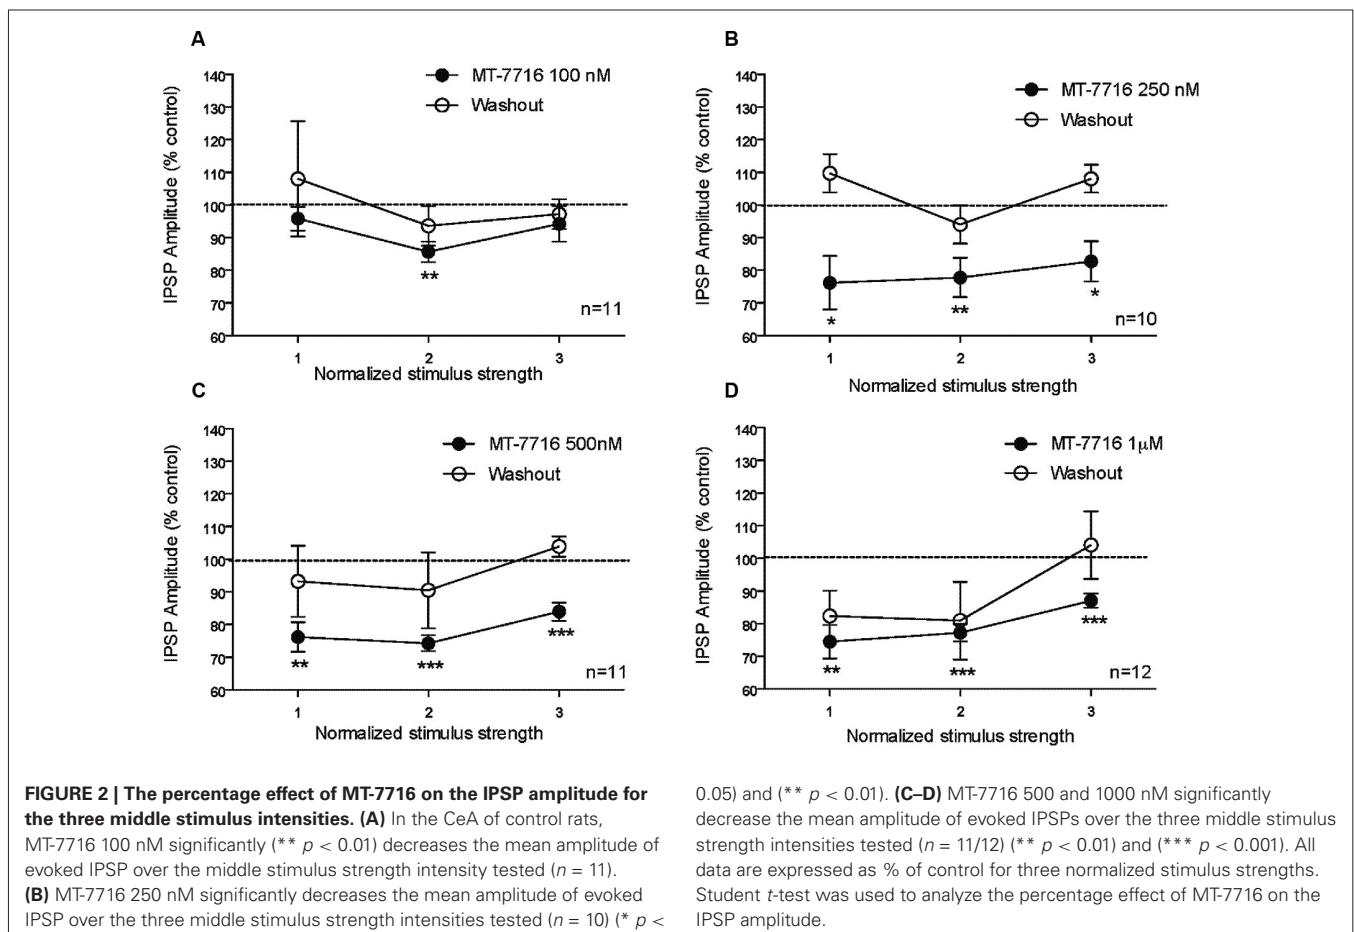 A
MT-7716 100 nM
Washout
IPSP Amplitude (% control)
140
130
120
110
100
90
80
70
60
**
n=11
1 2 3
Normalized stimulus strength
B
MT-7716 250 nM
Washout
IPSP Amplitude (% control)
140
130
120
110
100
90
80
70
60
* ** *
n=10
1 2 3
Normalized stimulus strength
C
MT-7716 500nM
Washout
IPSP Amplitude (% control)
140
130
120
110
100
90
80
70
60
** *** ***
n=11
1 2 3
Normalized stimulus strength
D
MT-7716 1μM
Washout
IPSP Amplitude (% control)
140
130
120
110
100
90
80
70
60
** *** ***
n=12
1 2 3
Normalized stimulus strength
FIGURE 2 | The percentage effect of MT-7716 on the IPSP amplitude for
the three middle stimulus intensities. (A) In the CeA of control rats,
MT-7716 100 nM significantly (** p < 0.01) decreases the mean amplitude of
evoked IPSP over the middle stimulus strength intensity tested (n = 11).
(B) MT-7716 250 nM significantly decreases the mean amplitude of evoked
IPSP over the three middle stimulus strength intensities tested (n = 10) (* p <
0.05) and (** p < 0.01). (C–D) MT-7716 500 and 1000 nM significantly
decrease the mean amplitude of evoked IPSPs over the three middle stimulus
strength intensities tested (n = 11/12) (** p < 0.01) and (*** p < 0.001). All
data are expressed as % of control for three normalized stimulus strengths.
Student t-test was used to analyze the percentage effect of MT-7716 on the
IPSP amplitude.